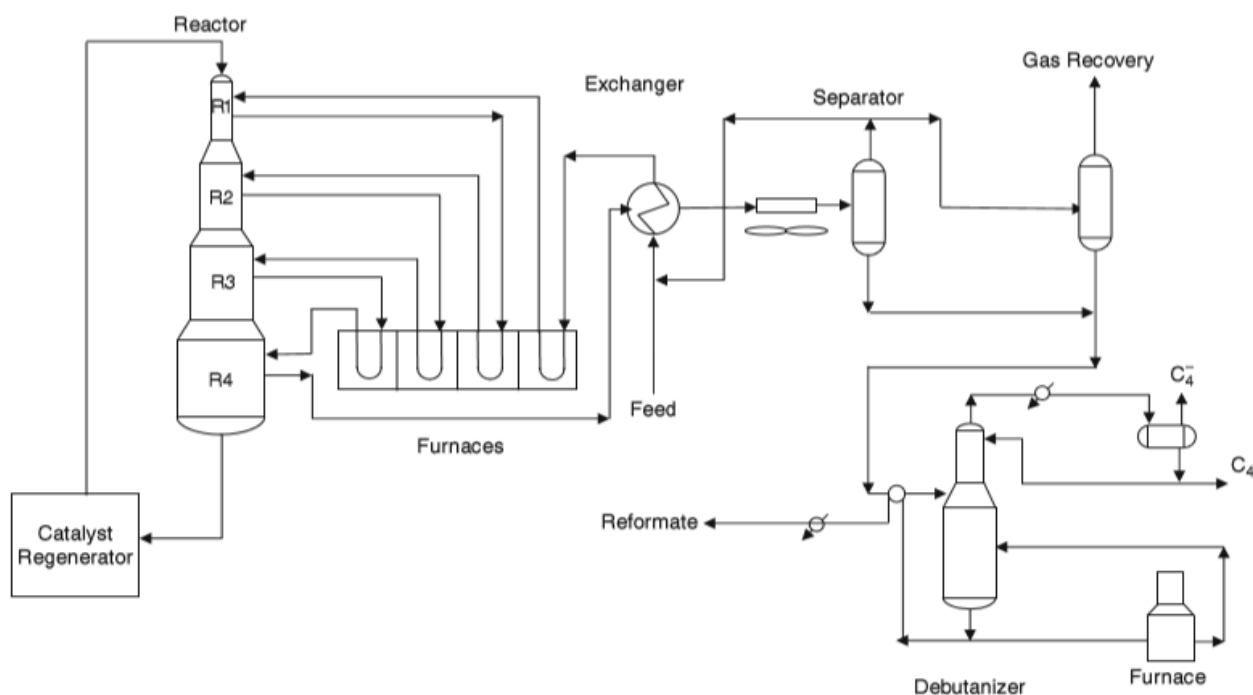 Reactor
Gas Recovery
Exchanger
Separator
R1
R2
R3
R4
Feed
Furnaces
C₄⁻
C₄
Reformate
Catalyst
Regenerator
Furnace
Debutanizer